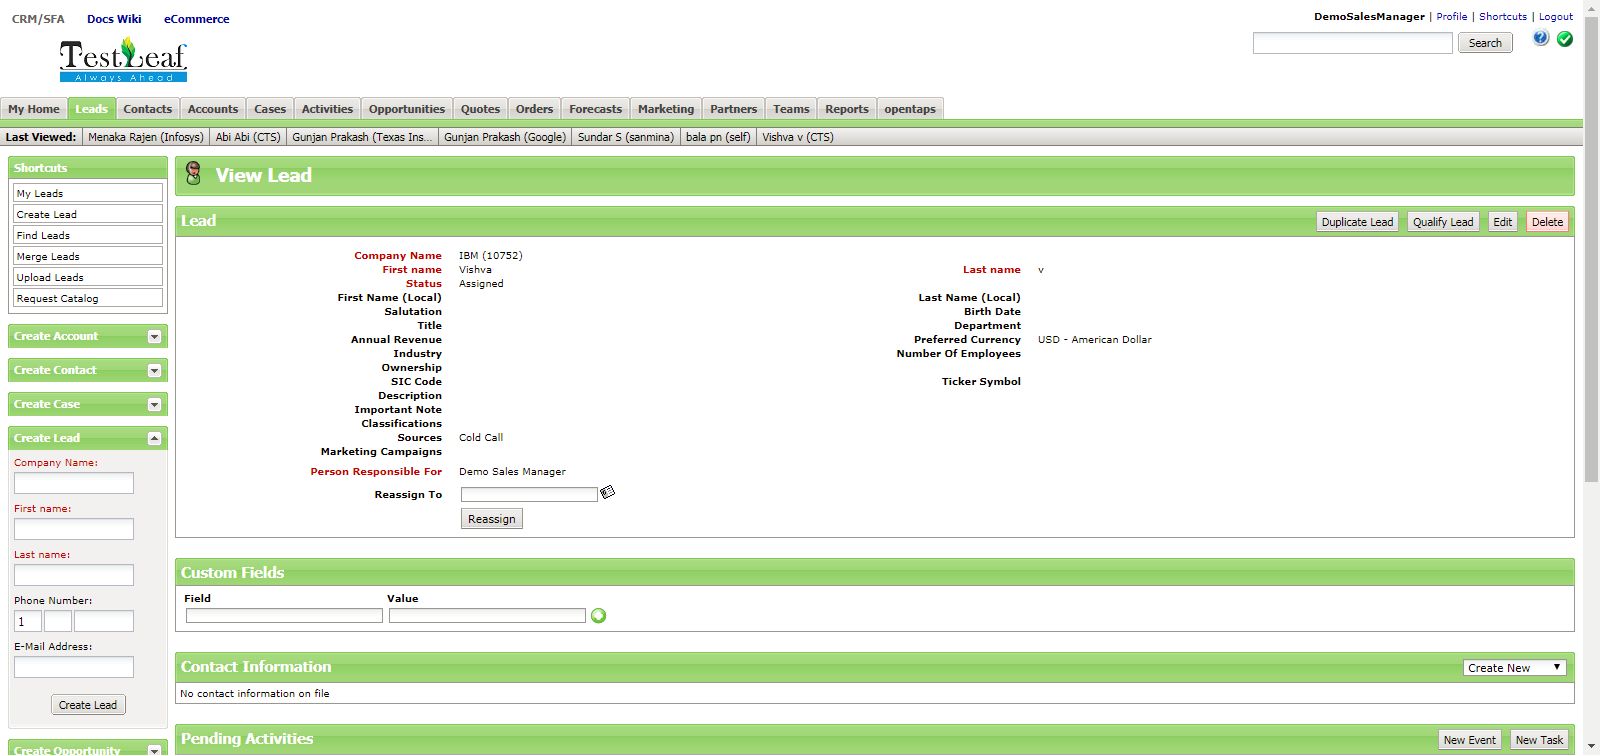 CRM/SFA Docs Wiki eCommerce
DemoSalesManager | Profile | Shortcuts | Logout
TestLeaf
Always Ahead
Search
My Home Leads Contacts Accounts Cases Activities Opportunities Quotes Orders Forecasts Marketing Partners Teams Reports opentaps
Last Viewed: Menaka Rajen (Infosys) Abi Abi (CTS) Gunjan Prakash (Texas Ins... Gunjan Prakash (Google) Sundar S (sanmina) bala pn (self) Vishva v (CTS)
Shortcuts
My Leads
Create Lead
Find Leads
Merge Leads
Upload Leads
Request Catalog
Create Account
Create Contact
Create Case
Create Lead
Company Name:
First name:
Last name:
Phone Number:
1
E-Mail Address:
Create Lead
Create Opportunity
View Lead
Lead
Duplicate Lead Qualify Lead Edit Delete
Company Name IBM (10752)
First name Vishva Last name v
Status Assigned
First Name (Local) Last Name (Local)
Salutation Birth Date
Title Department
Annual Revenue Preferred Currency USD - American Dollar
Industry Number Of Employees
Ownership
SIC Code Ticker Symbol
Description
Important Note
Classifications
Sources Cold Call
Marketing Campaigns
Person Responsible For Demo Sales Manager
Reassign To
Reassign
Custom Fields
Field Value
Contact Information
Create New
No contact information on file
Pending Activities
New Event New Task